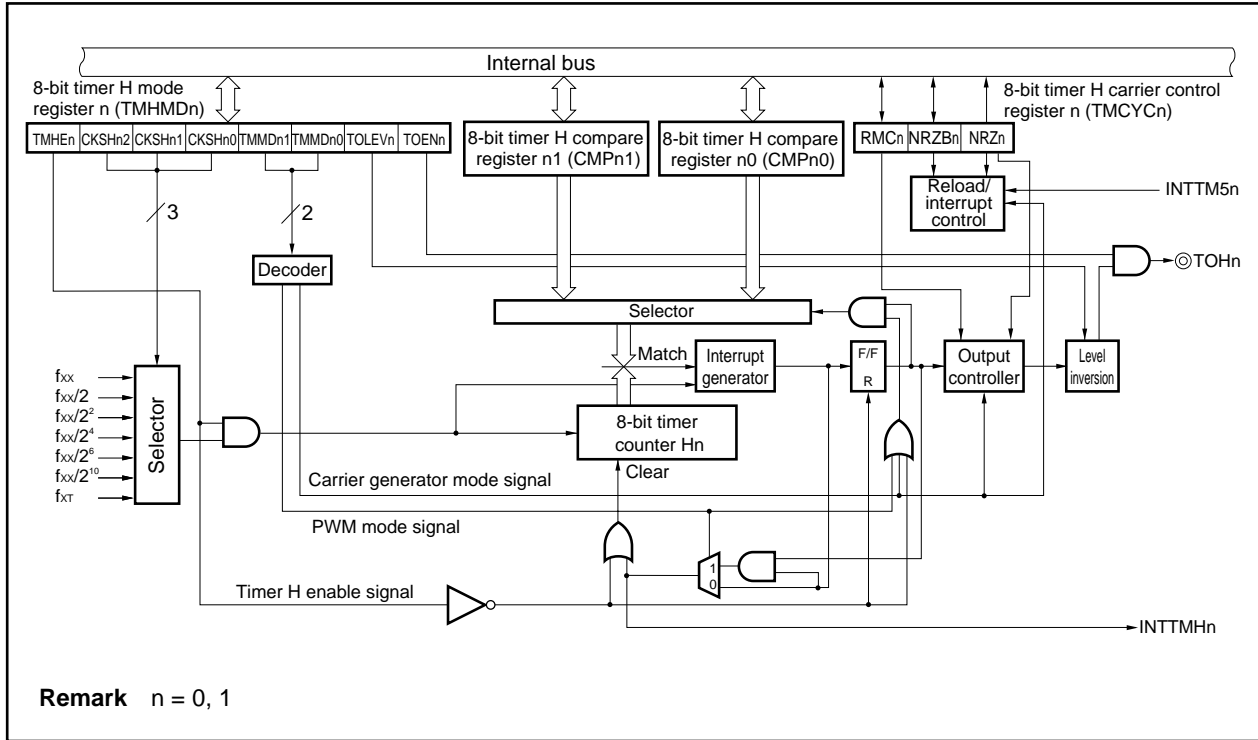 Internal bus
8-bit timer H mode
register n (TMHMDn)
8-bit timer H carrier control
register n (TMCYCn)
TMHEn CKSHn2 CKSHn1 CKSHn0 TMMDn1 TMMDn0 TOLEVn TOENn
8-bit timer H compare
register n1 (CMPn1)
8-bit timer H compare
register n0 (CMPn0)
RMCn NRZBn NRZn
Reload/
interrupt
control
INTTM5n
3
2
Decoder
TOHn
Selector
Match
Interrupt
generator
F/F
R
Output
controller
Level
inversion
fXX
fXX/2
fXX/2²
fXX/2⁴
fXX/2⁶
fXX/2¹⁰
fXT
Selector
8-bit timer
counter Hn
Clear
Carrier generator mode signal
PWM mode signal
1
0
Timer H enable signal
INTTMHn
Remark n = 0, 1